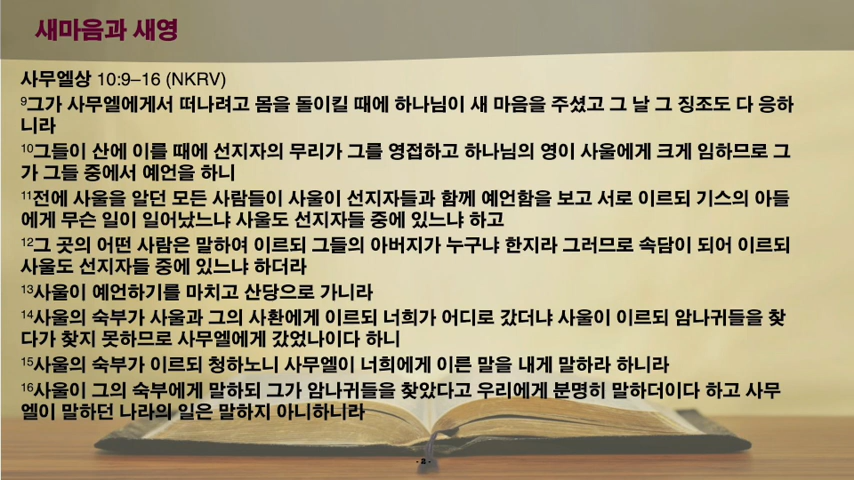 새마음과 새영
사무엘상 10:9–16 (NKRV)
⁹그가 사무엘에게서 떠나려고 몸을 돌이킬 때에 하나님이 새 마음을 주셨고 그 날 그 징조도 다 응하
니라
¹⁰그들이 산에 이를 때에 선지자의 무리가 그를 영접하고 하나님의 영이 사울에게 크게 임하므로 그
가 그들 중에서 예언을 하니
¹¹전에 사울을 알던 모든 사람들이 사울이 선지자들과 함께 예언함을 보고 서로 이르되 기스의 아들
에게 무슨 일이 일어났느냐 사울도 선지자들 중에 있느냐 하고
¹²그 곳의 어떤 사람은 말하여 이르되 그들의 아버지가 누구냐 한지라 그러므로 속담이 되어 이르되
사울도 선지자들 중에 있느냐 하더라
¹³사울이 예언하기를 마치고 산당으로 가니라
¹⁴사울의 숙부가 사울과 그의 사환에게 이르되 너희가 어디로 갔더냐 사울이 이르되 암나귀들을 찾
다가 찾지 못하므로 사무엘에게 갔었나이다 하니
¹⁵사울의 숙부가 이르되 청하노니 사무엘이 너희에게 이른 말을 내게 말하라 하니라
¹⁶사울이 그의 숙부에게 말하되 그가 암나귀들을 찾았다고 우리에게 분명히 말하더이다 하고 사무
엘이 말하던 나라의 일은 말하지 아니하니라
- 2 -